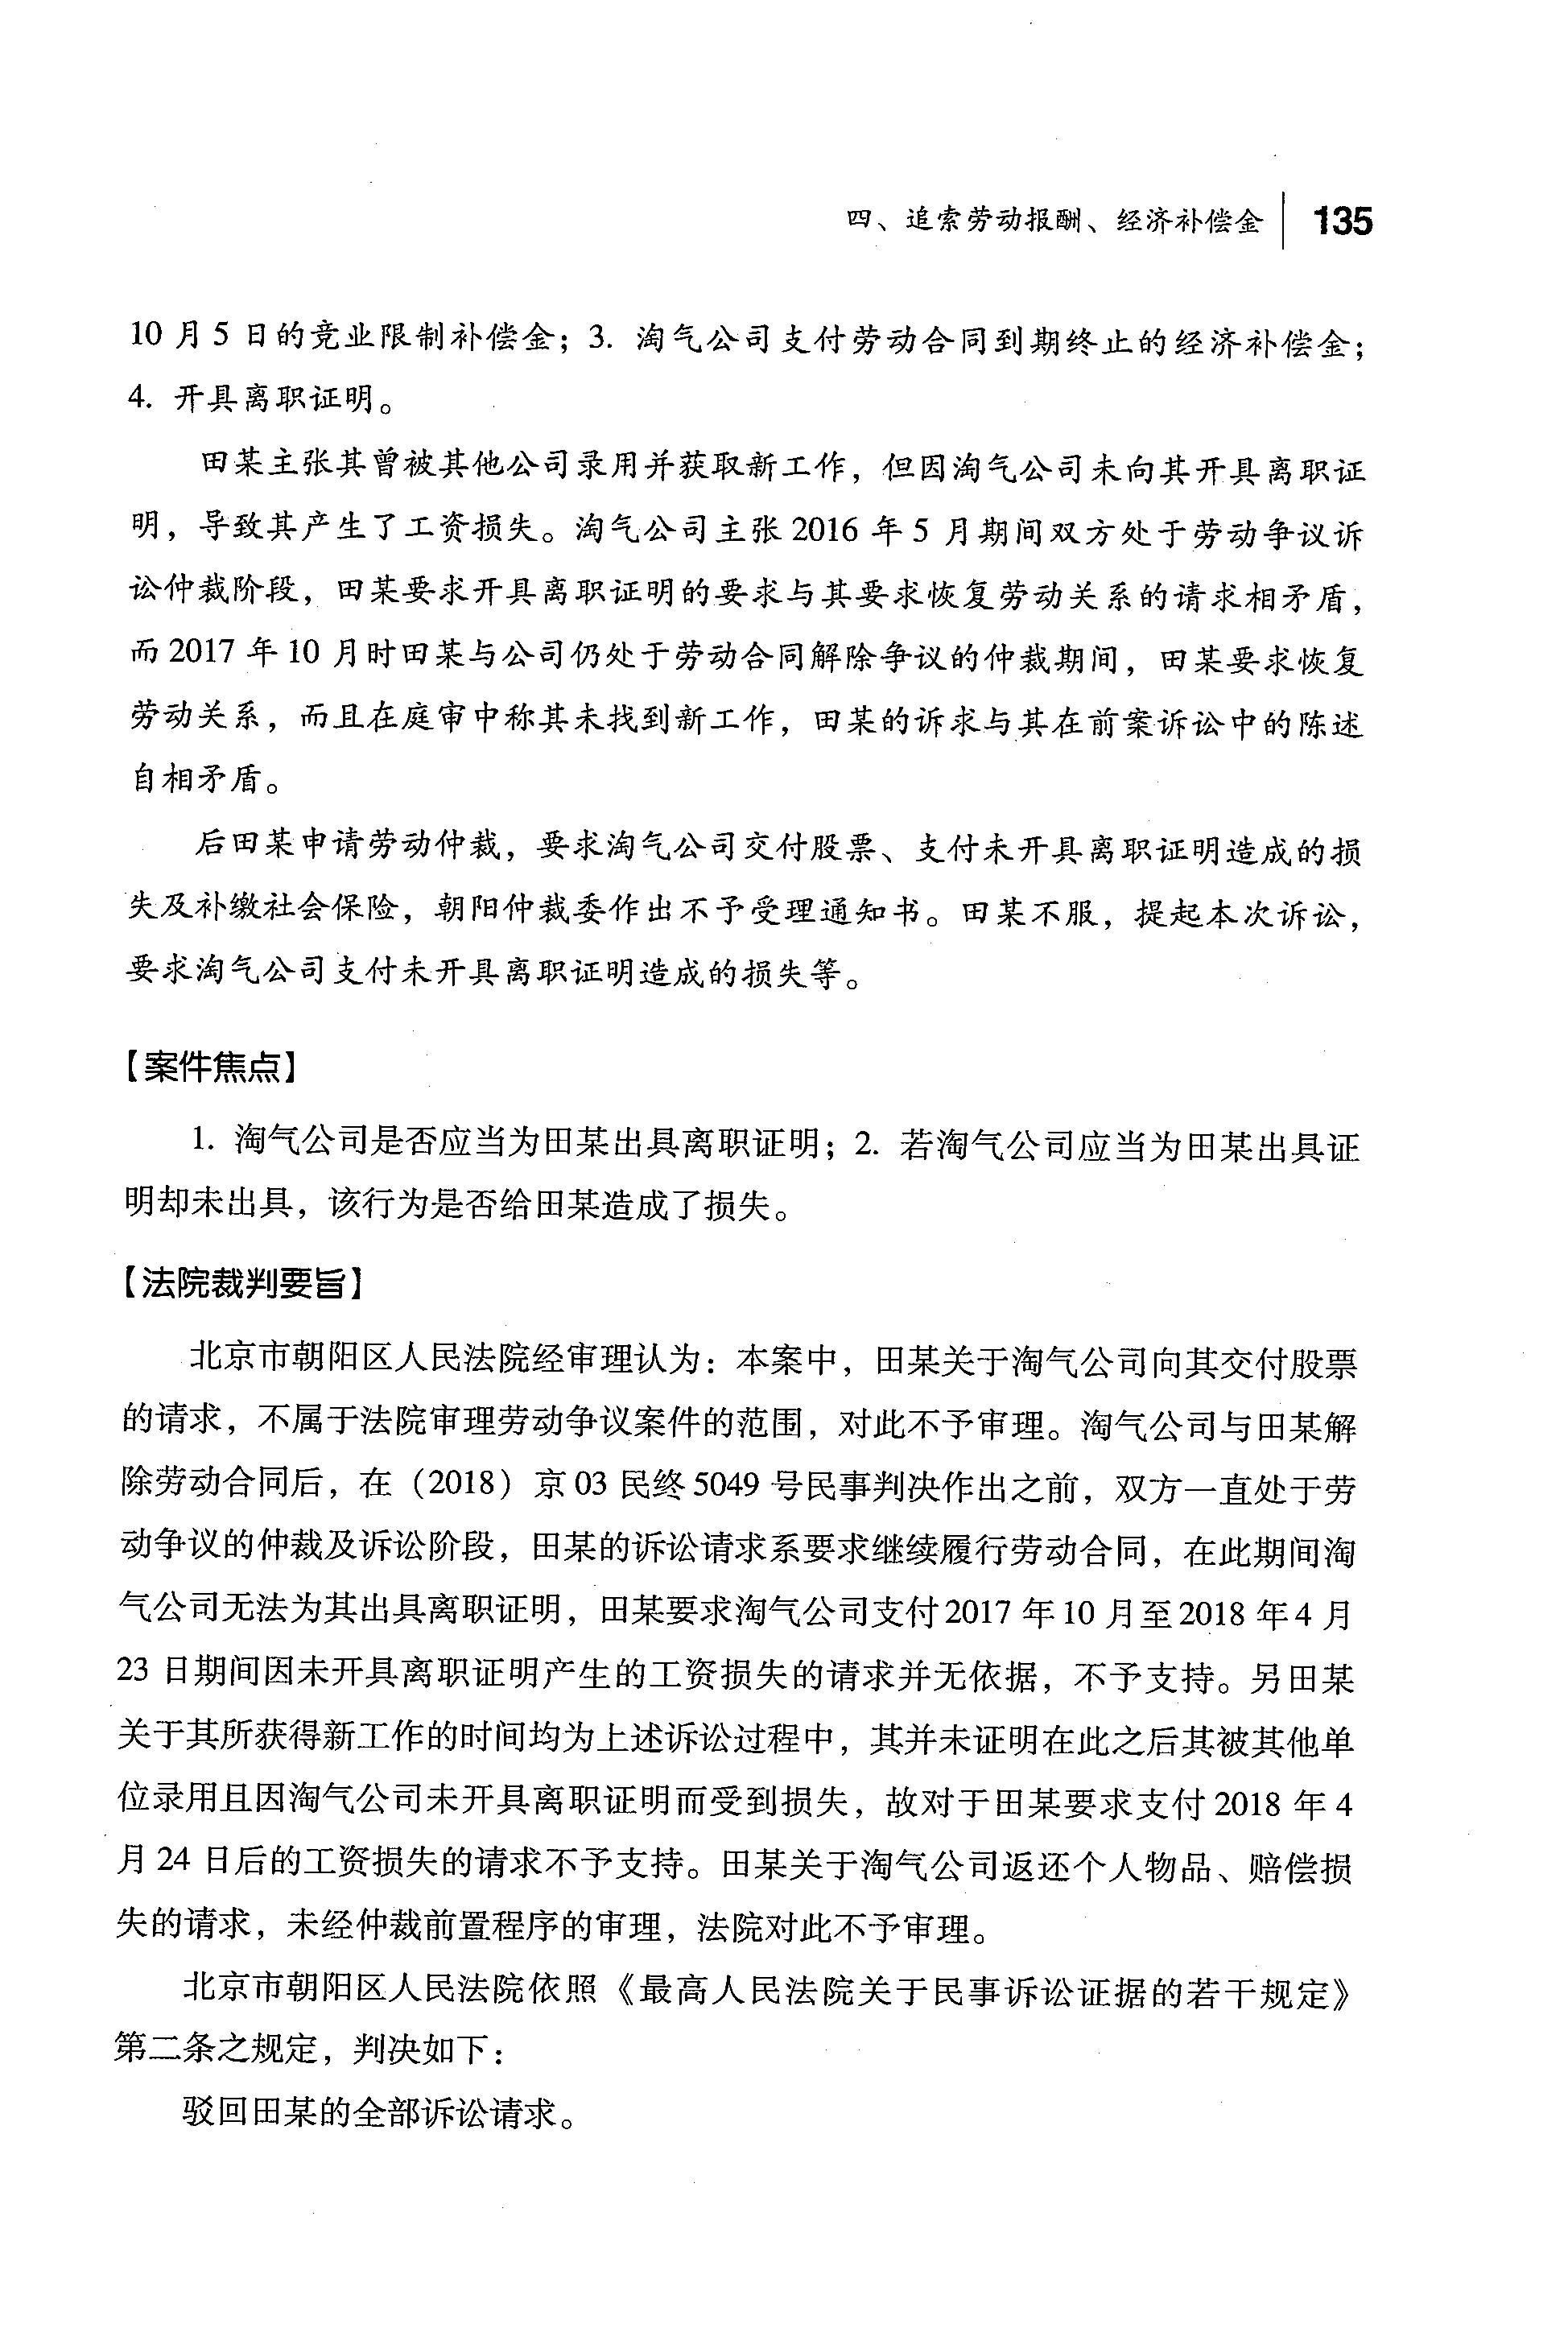 四、追索劳动报酬、经济补偿金 135
10 月 5 日的竞业限制补偿金；3. 淘气公司支付劳动合同到期终止的经济补偿金；
4. 开具离职证明。
田某主张其曾被其他公司录用并获取新工作，但因淘气公司未向其开具离职证
明，导致其产生了工资损失。淘气公司主张 2016 年 5 月期间双方处于劳动争议诉
讼仲裁阶段，田某要求开具离职证明的要求与其要求恢复劳动关系的请求相矛盾，
而 2017 年 10 月时田某与公司仍处于劳动合同解除争议的仲裁期间，田某要求恢复
劳动关系，而且在庭审中称其未找到新工作，田某的诉求与其在前案诉讼中的陈述
自相矛盾。
后田某申请劳动仲裁，要求淘气公司交付股票、支付未开具离职证明造成的损
失及补缴社会保险，朝阳仲裁委作出不予受理通知书。田某不服，提起本次诉讼，
要求淘气公司支付未开具离职证明造成的损失等。
【案件焦点】
1. 淘气公司是否应当为田某出具离职证明；2. 若淘气公司应当为田某出具证
明却未出具，该行为是否给田某造成了损失。
【法院裁判要旨】
北京市朝阳区人民法院经审理认为：本案中，田某关于淘气公司向其交付股票
的请求，不属于法院审理劳动争议案件的范围，对此不予审理。淘气公司与田某解
除劳动合同后，在（2018）京 03 民终 5049 号民事判决作出之前，双方一直处于劳
动争议的仲裁及诉讼阶段，田某的诉讼请求系要求继续履行劳动合同，在此期间淘
气公司无法为其出具离职证明，田某要求淘气公司支付 2017 年 10 月至 2018 年 4 月
23 日期间因未开具离职证明产生的工资损失的请求并无依据，不予支持。另田某
关于其所获得新工作的时间均为上述诉讼过程中，其并未证明在此之后其被其他单
位录用且因淘气公司未开具离职证明而受到损失，故对于田某要求支付 2018 年 4
月 24 日后的工资损失的请求不予支持。田某关于淘气公司返还个人物品、赔偿损
失的请求，未经仲裁前置程序的审理，法院对此不予审理。
北京市朝阳区人民法院依照《最高人民法院关于民事诉讼证据的若干规定》
第二条之规定，判决如下：
驳回田某的全部诉讼请求。